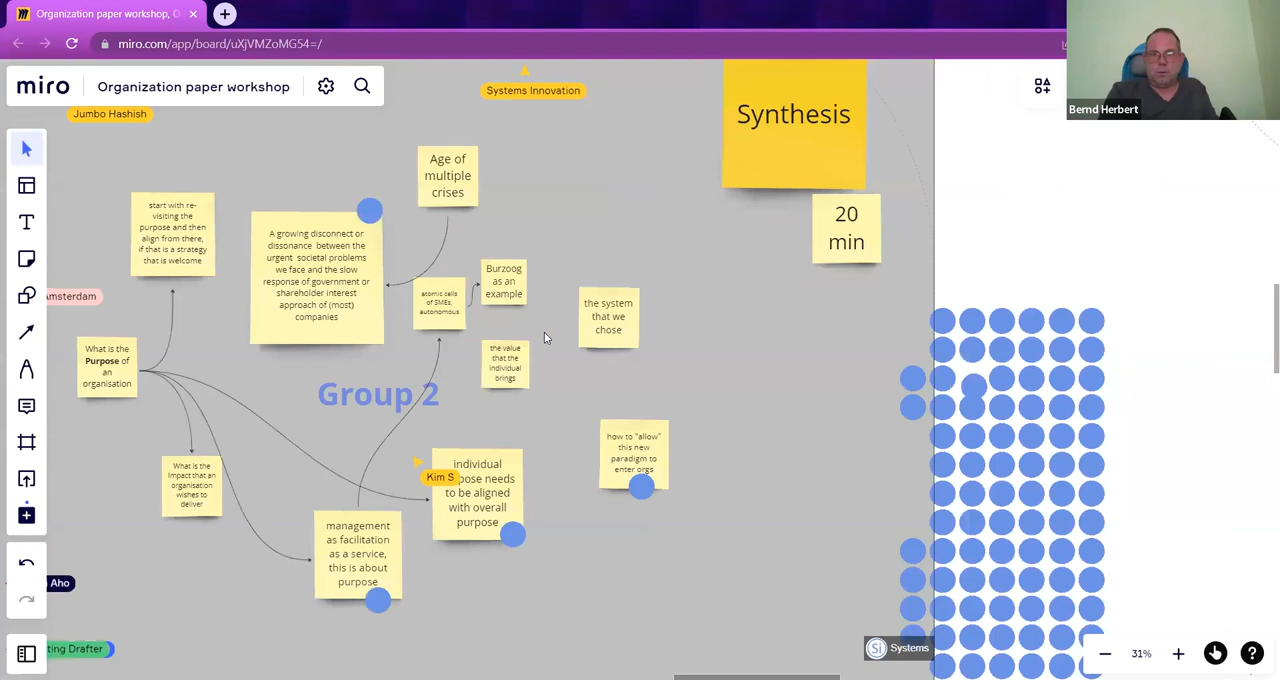 Organization paper workshop, O
miro.com/app/board/uXjVMZoMG54=/
miro
Organization paper workshop
Jumbo Hashish
Systems Innovation
Bernd Herbert
Synthesis
20
min
Age of
multiple
crises
start with re-
visiting the
purpose and then
align from there,
if that is a strategy
that is welcome
A growing disconnect or
dissonance between the
urgent societal problems
we face and the slow
response of government or
shareholder interest
approach of (most)
companies
atomic cells
of SMEs,
autonomous
Burzoog
as an
example
the system
that we
chose
Amsterdam
What is the
Purpose of
an
organisation
the value
that the
individual
brings
Group 2
how to "allow"
this new
paradigm to
enter orgs
Kim S
individual
pose needs
to be aligned
with overall
purpose
What is the
Impact that an
organisation
wishes to
deliver
management
as facilitation
as a service,
this is about
purpose
Aho
ting Drafter
Si Systems
31%